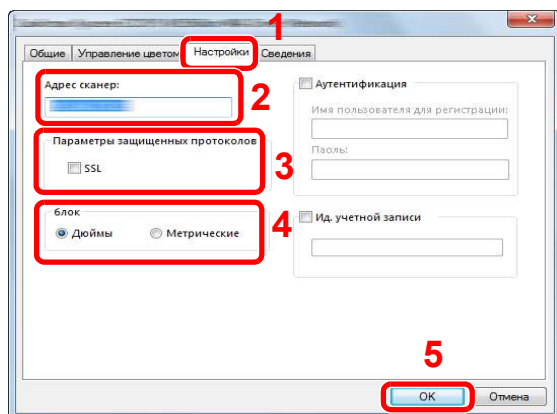 1
Общие Управление цветом Настройки Сведения
Адрес сканер:
2
Аутентификация
Имя пользователя для регистрации:
Параметры защищенных протоколов
Паоль:
SSL
3
блок
4
Ид. учетной записи
Дюймы Метрические
5
OK Отмена